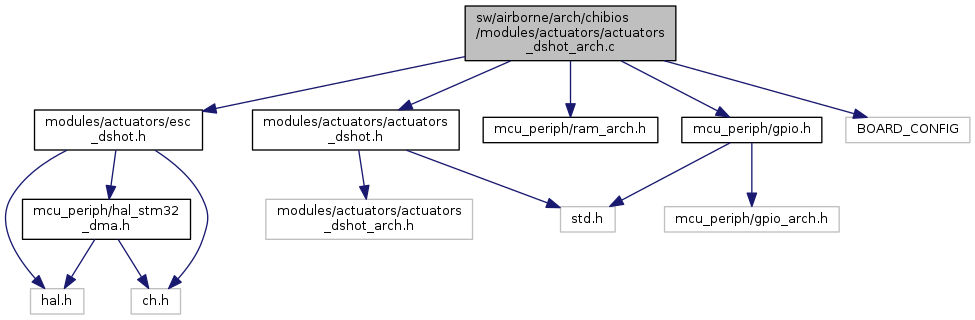 sw/airborne/arch/chibios
/modules/actuators/actuators
_dshot_arch.c
modules/actuators/esc
_dshot.h
modules/actuators/actuators
_dshot.h
mcu_periph/ram_arch.h
mcu_periph/gpio.h
BOARD_CONFIG
mcu_periph/hal_stm32
_dma.h
modules/actuators/actuators
_dshot_arch.h
std.h
mcu_periph/gpio_arch.h
hal.h
ch.h